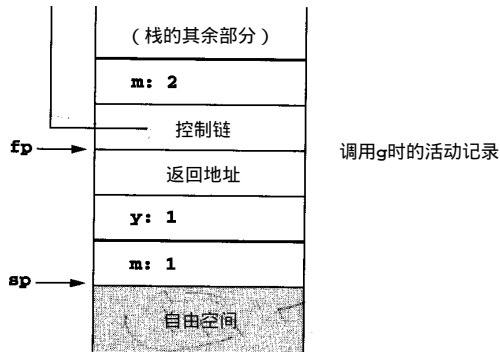 （栈的其余部分）
m: 2
控制链
fp
调用g时的活动记录
返回地址
y: 1
m: 1
sp
自由空间